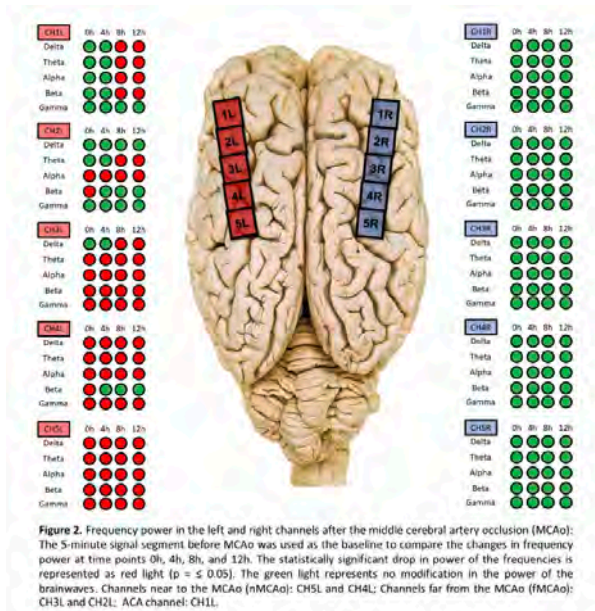 CH1L 0h 4h 8h 12h
Delta
Theta
Alpha
Beta
Gamma
CH2L 0h 4h 8h 12h
Delta
Theta
Alpha
Beta
Gamma
CH3L 0h 4h 8h 12h
Delta
Theta
Alpha
Beta
Gamma
CH4L 0h 4h 8h 12h
Delta
Theta
Alpha
Beta
Gamma
CH5L 0h 4h 8h 12h
Delta
Theta
Alpha
Beta
Gamma
1L
2L
3L
4L
5L
1R
2R
3R
4R
5R
CH1R 0h 4h 8h 12h
Delta
Theta
Alpha
Beta
Gamma
CH2R 0h 4h 8h 12h
Delta
Theta
Alpha
Beta
Gamma
CH3R 0h 4h 8h 12h
Delta
Theta
Alpha
Beta
Gamma
CH4R 0h 4h 8h 12h
Delta
Theta
Alpha
Beta
Gamma
CH5R 0h 4h 8h 12h
Delta
Theta
Alpha
Beta
Gamma
Figure 2. Frequency power in the left and right channels after the middle cerebral artery occlusion (MCAo):
The 5-minute signal segment before MCAo was used as the baseline to compare the changes in frequency
power at time points 0h, 4h, 8h, and 12h. The statistically significant drop in power of the frequencies is
represented as red light (p = ≤ 0.05). The green light represents no modification in the power of the
brainwaves. Channels near to the MCAo (nMCAo): CH5L and CH4L; Channels far from the MCAo (fMCAo):
CH3L and CH2L; ACA channel: CH1L.